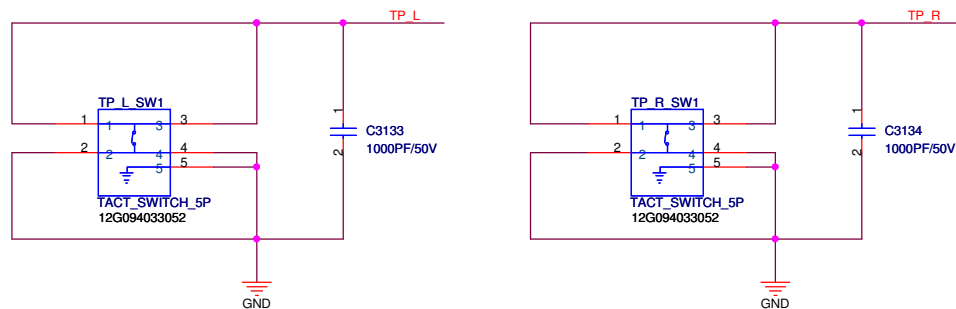 TP_L
TP_L_SW1
1
1
3
3
2
2
4
4
5
5
TACT_SWITCH_5P
12G094033052
1
2
C3133
1000PF/50V
GND
TP_R
TP_R_SW1
1
1
3
3
2
2
4
4
5
5
TACT_SWITCH_5P
12G094033052
1
2
C3134
1000PF/50V
GND